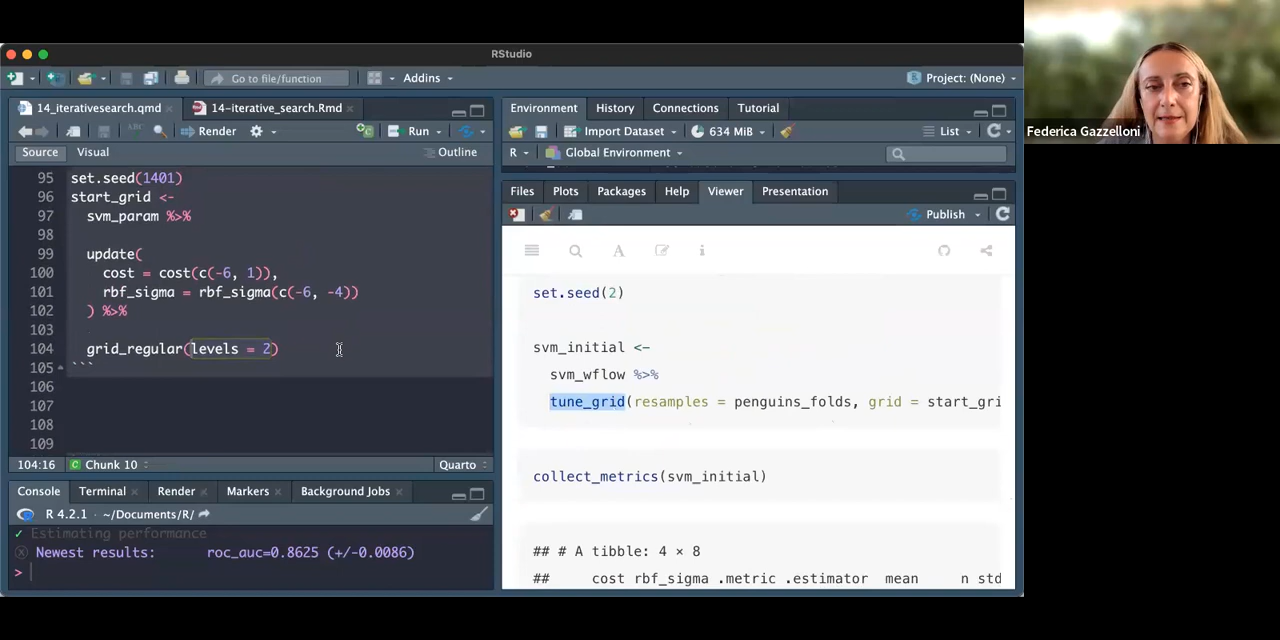 RStudio
Go to file/function
Addins
Project: (None)
14_iterativesearch.qmd
14-iterative_search.Rmd
Render
Run
Source
Visual
Outline
95 set.seed(1401)
96 start_grid <-
97 svm_param %>%
98
99 update(
100 cost = cost(c(-6, 1)),
101 rbf_sigma = rbf_sigma(c(-6, -4))
102 ) %>%
103
104 grid_regular(levels = 2)
105 ```
106
107
108
109
104:16
Chunk 10
Quarto
Console
Terminal
Render
Markers
Background Jobs
R 4.2.1 · ~/Documents/R/
✓ Estimating performance
ⓧ Newest results: roc_auc=0.8625 (+/-0.0086)
>
Environment
History
Connections
Tutorial
Import Dataset
634 MiB
List
R
Global Environment
Files
Plots
Packages
Help
Viewer
Presentation
Publish
set.seed(2)
svm_initial <-
svm_wflow %>%
tune_grid(resamples = penguins_folds, grid = start_gri
collect_metrics(svm_initial)
## # A tibble: 4 × 8
## cost rbf_sigma .metric .estimator mean n std
Federica Gazzelloni